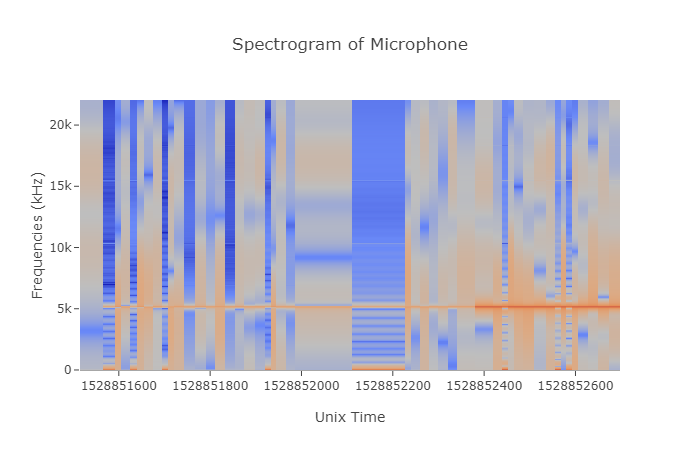 Spectrogram of Microphone
20k
15k
10k
5k
0
Frequencies (kHz)
1528851600 1528851800 1528852000 1528852200 1528852400 1528852600
Unix Time